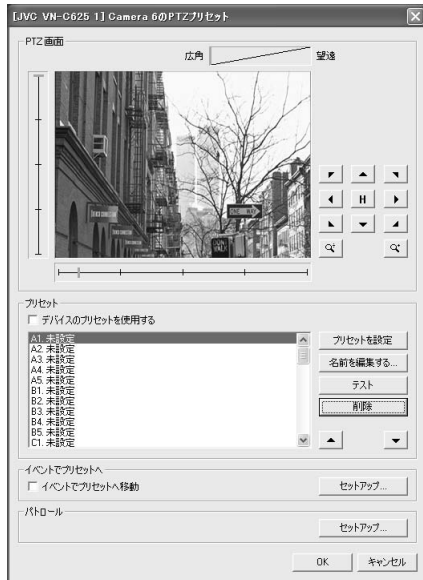 [JVC VN-C625 1] Camera 6のPTZプリセット
PTZ 画面
広角
望遠
ONE WAY
H
プリセット
デバイスのプリセットを使用する
A1. 未設定
A2. 未設定
A3. 未設定
A4. 未設定
A5. 未設定
B1. 未設定
B2. 未設定
B3. 未設定
B4. 未設定
B5. 未設定
C1. 未設定
プリセットを設定
名前を編集する...
テスト
削除
イベントでプリセットへ
イベントでプリセットへ移動
セットアップ...
パトロール
セットアップ...
OK
キャンセル